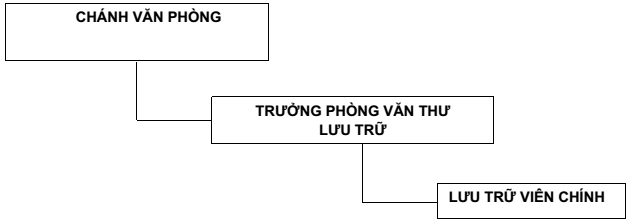 CHÁNH VĂN PHÒNG
TRƯỞNG PHÒNG VĂN THƯ
LƯU TRỮ
LƯU TRỮ VIÊN CHÍNH